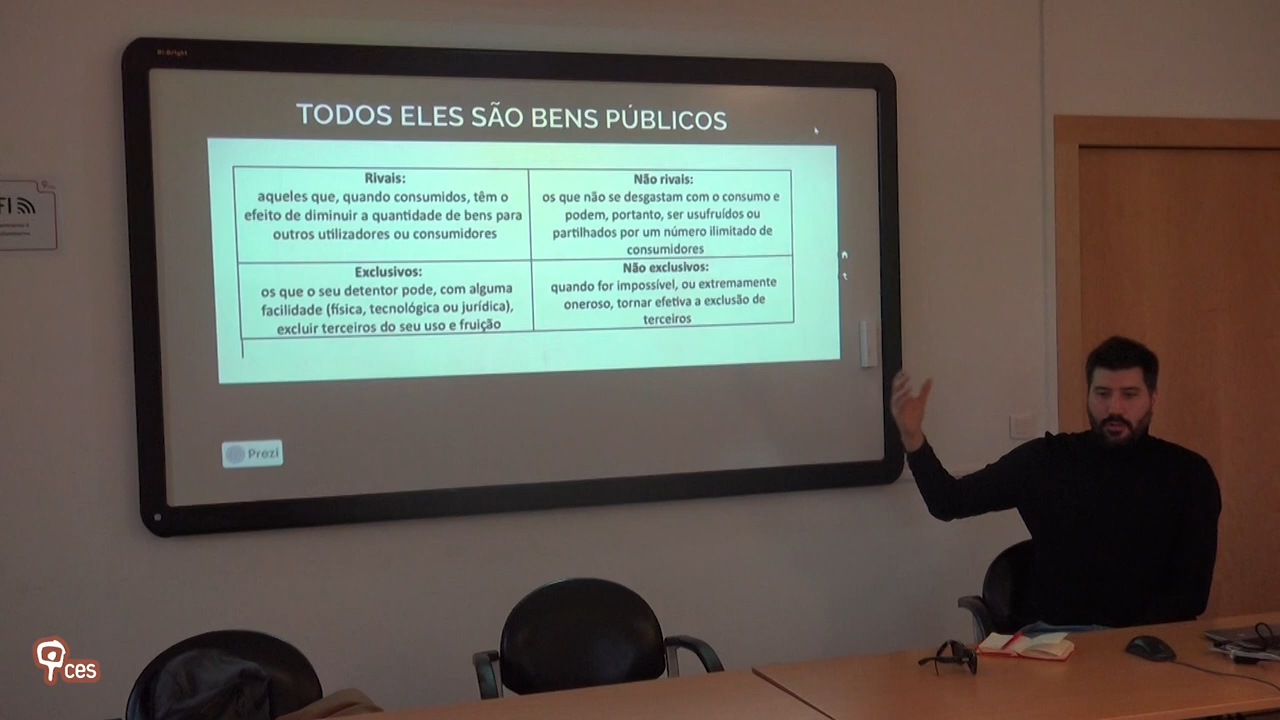 Bi-Bright
TODOS ELES SÃO BENS PÚBLICOS
Rivais:
aqueles que, quando consumidos, têm o
efeito de diminuir a quantidade de bens para
outros utilizadores ou consumidores
Não rivais:
os que não se desgastam com o consumo e
podem, portanto, ser usufruídos ou
partilhados por um número ilimitado de
consumidores
Exclusivos:
os que o seu detentor pode, com alguma
facilidade (física, tecnológica ou jurídica),
excluir terceiros do seu uso e fruição
Não exclusivos:
quando for impossível, ou extremamente
oneroso, tornar efetiva a exclusão de
terceiros
Prezi
FI
ces